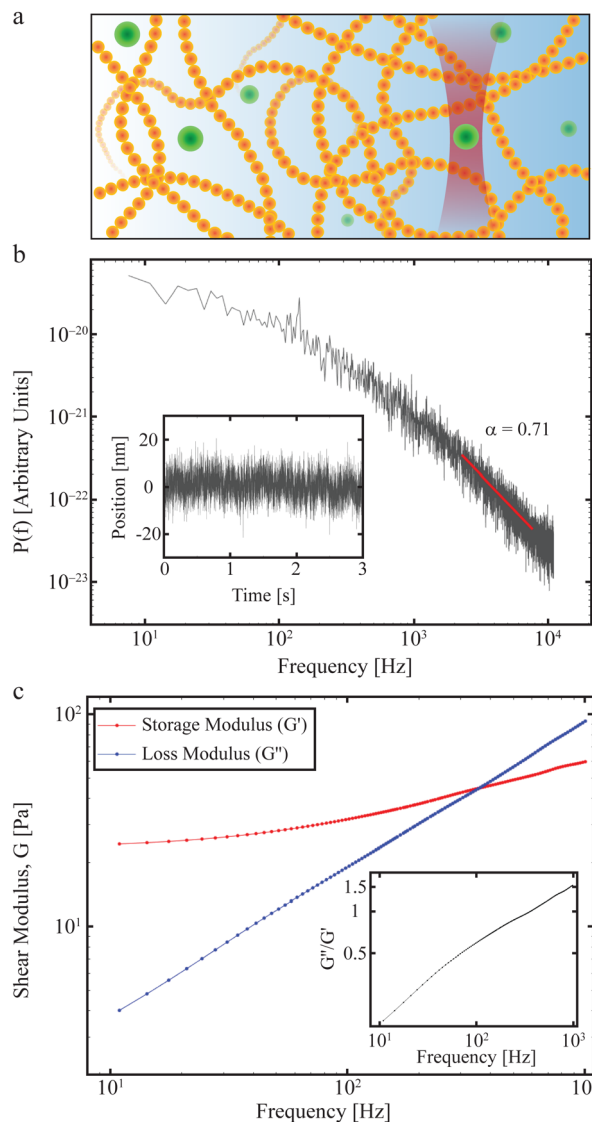 a
b
P(f) [Arbitrary Units]
10⁻²⁰
10⁻²¹
10⁻²²
10⁻²³
α = 0.71
Position [nm]
20
0
-20
0
1
2
3
Time [s]
10¹
10²
10³
10⁴
Frequency [Hz]
c
Shear Modulus, G [Pa]
10²
10¹
Storage Modulus (G')
Loss Modulus (G'')
G''/G'
1.5
1
0.5
10¹
10²
10³
Frequency [Hz]
10¹
10²
10
Frequency [Hz]